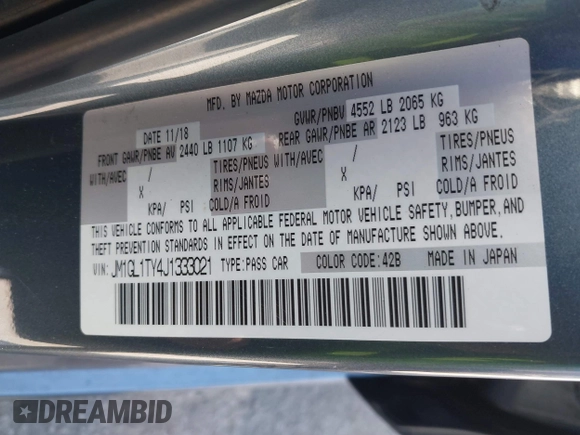 MFD. BY MAZDA MOTOR CORPORATION
DATE 11/18 GVWR/PNBV 4552 LB 2065 KG
FRONT GAWR/PNBE AV 2440 LB 1107 KG REAR GAWR/PNBE AR 2123 LB 963 KG
WITH/AVEC / TIRES/PNEUS WITH/AVEC / TIRES/PNEUS
X RIMS/JANTES X RIMS/JANTES
KPA/ PSI COLD/A FROID KPA/ PSI COLD/A FROID
THIS VEHICLE CONFORMS TO ALL APPLICABLE FEDERAL MOTOR VEHICLE SAFETY, BUMPER, AND
THEFT PREVENTION STANDARDS IN EFFECT ON THE DATE OF MANUFACTURE SHOWN ABOVE.
VIN: JM1GL1TY4J1333021 TYPE:PASS CAR COLOR CODE: 42B MADE IN JAPAN
DREAMBID